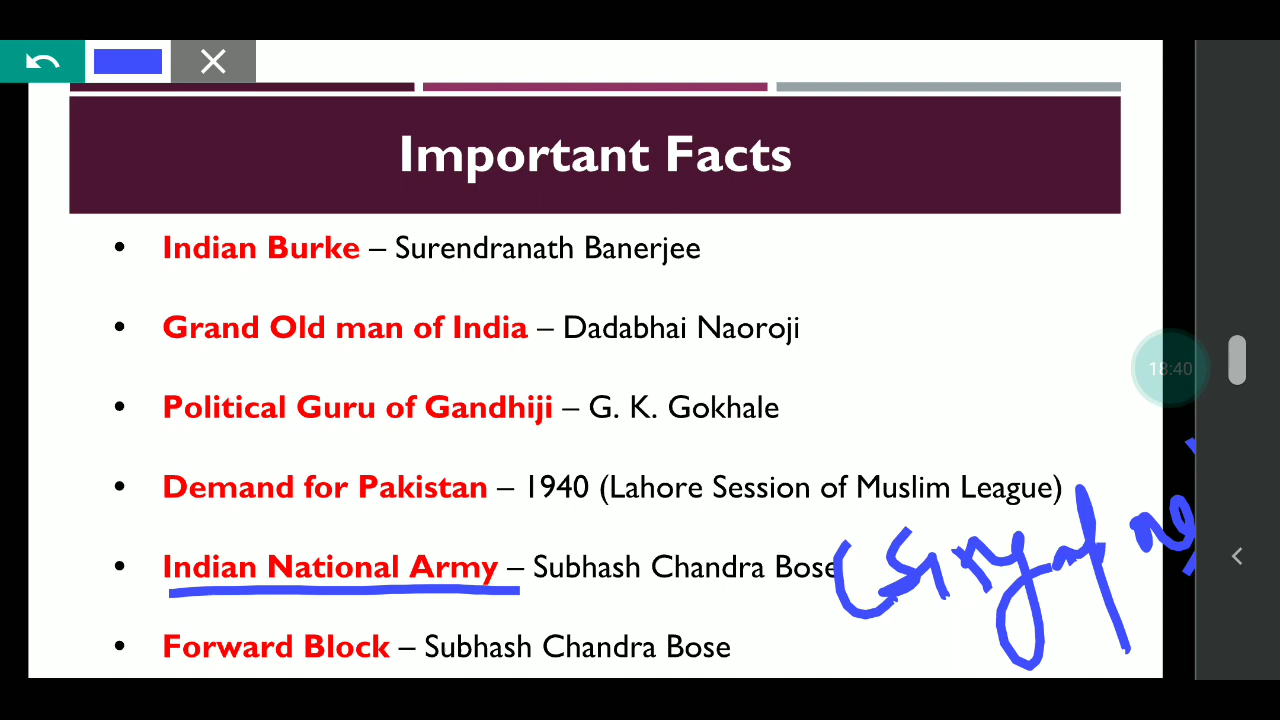 Important Facts
• Indian Burke – Surendranath Banerjee
• Grand Old man of India – Dadabhai Naoroji
18:40
• Political Guru of Gandhiji – G. K. Gokhale
• Demand for Pakistan – 1940 (Lahore Session of Muslim League)
• Indian National Army – Subhash Chandra Bose
• Forward Block – Subhash Chandra Bose